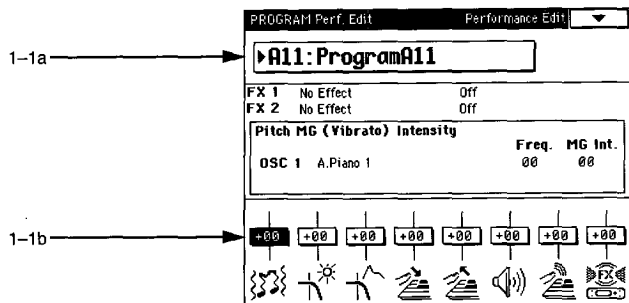 PROGRAM Perf. Edit Performance Edit
1–1a
▶A11:ProgramA11
FX 1 No Effect Off
FX 2 No Effect Off
Pitch MG (Vibrato) Intensity
Freq. MG Int.
OSC 1 A.Piano 1 00 00
1–1b
+00 +00 +00 +00 +00 +00 +00 +00
FX